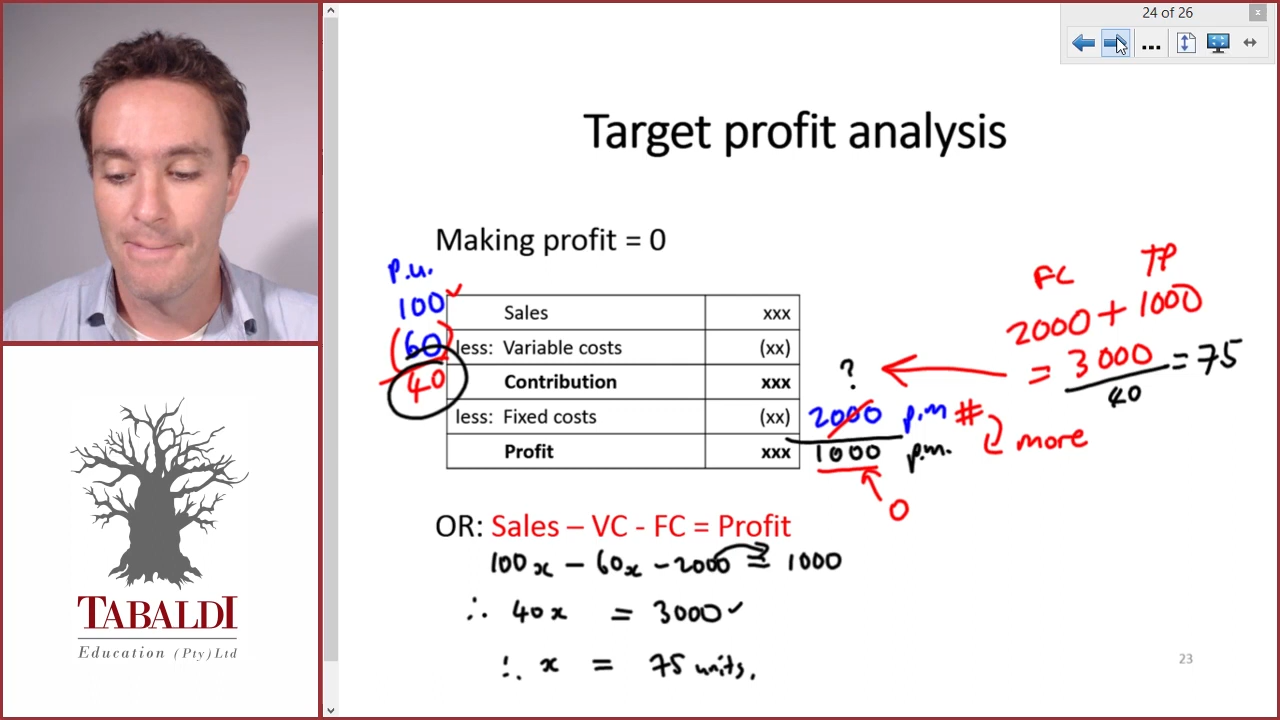 24 of 26
Target profit analysis
Making profit = 0
p.u.
100 Sales xxx
(60) less: Variable costs (xx)
40 Contribution xxx ?
less: Fixed costs (xx) 2000 p.m #
Profit xxx 1000 p.m. more
0
FC TP
2000 + 1000
= 3000 = 75
40
OR: Sales – VC - FC = Profit
100x – 60x – 2000 = 1000
∴ 40x = 3000
∴ x = 75 units.
23
TABALDI
Education (Pty) Ltd